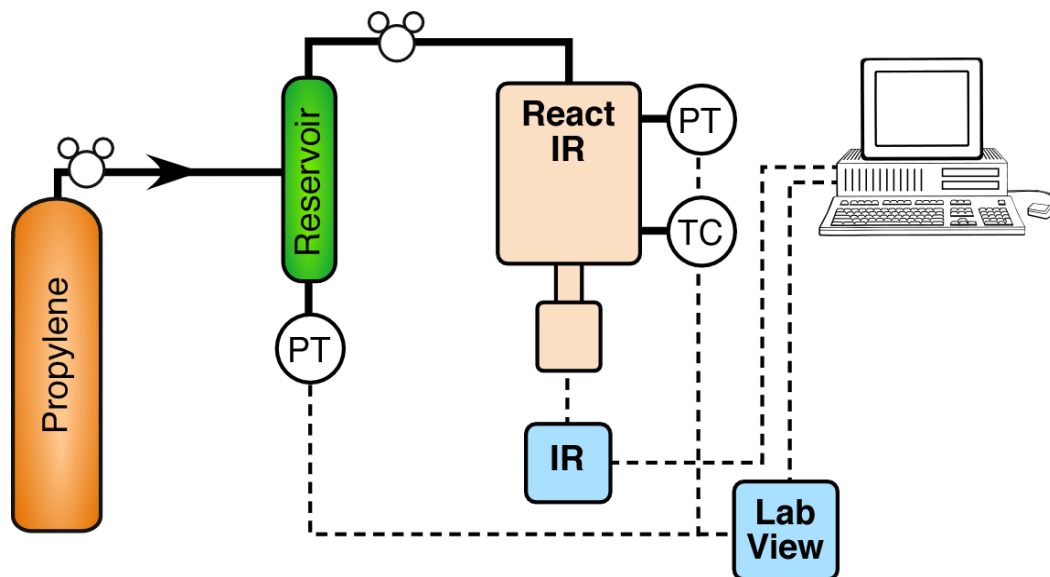 React
IR
PT
Reservoir
TC
Propylene
PT
IR
Lab
View